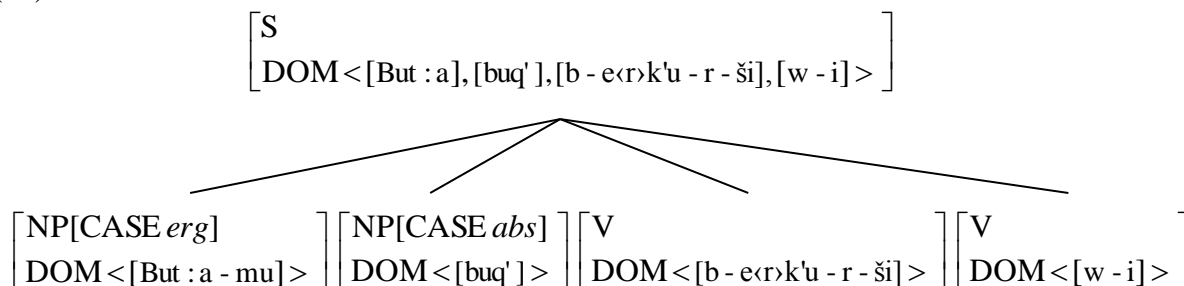 S
DOM<[But : a], [buq' ], [b - e‹r›k'u - r - ši], [w - i]>
NP[CASE erg] NP[CASE abs] V V
DOM<[But : a - mu]> DOM<[buq' ]> DOM<[b - e‹r›k'u - r - ši]> DOM<[w - i]>